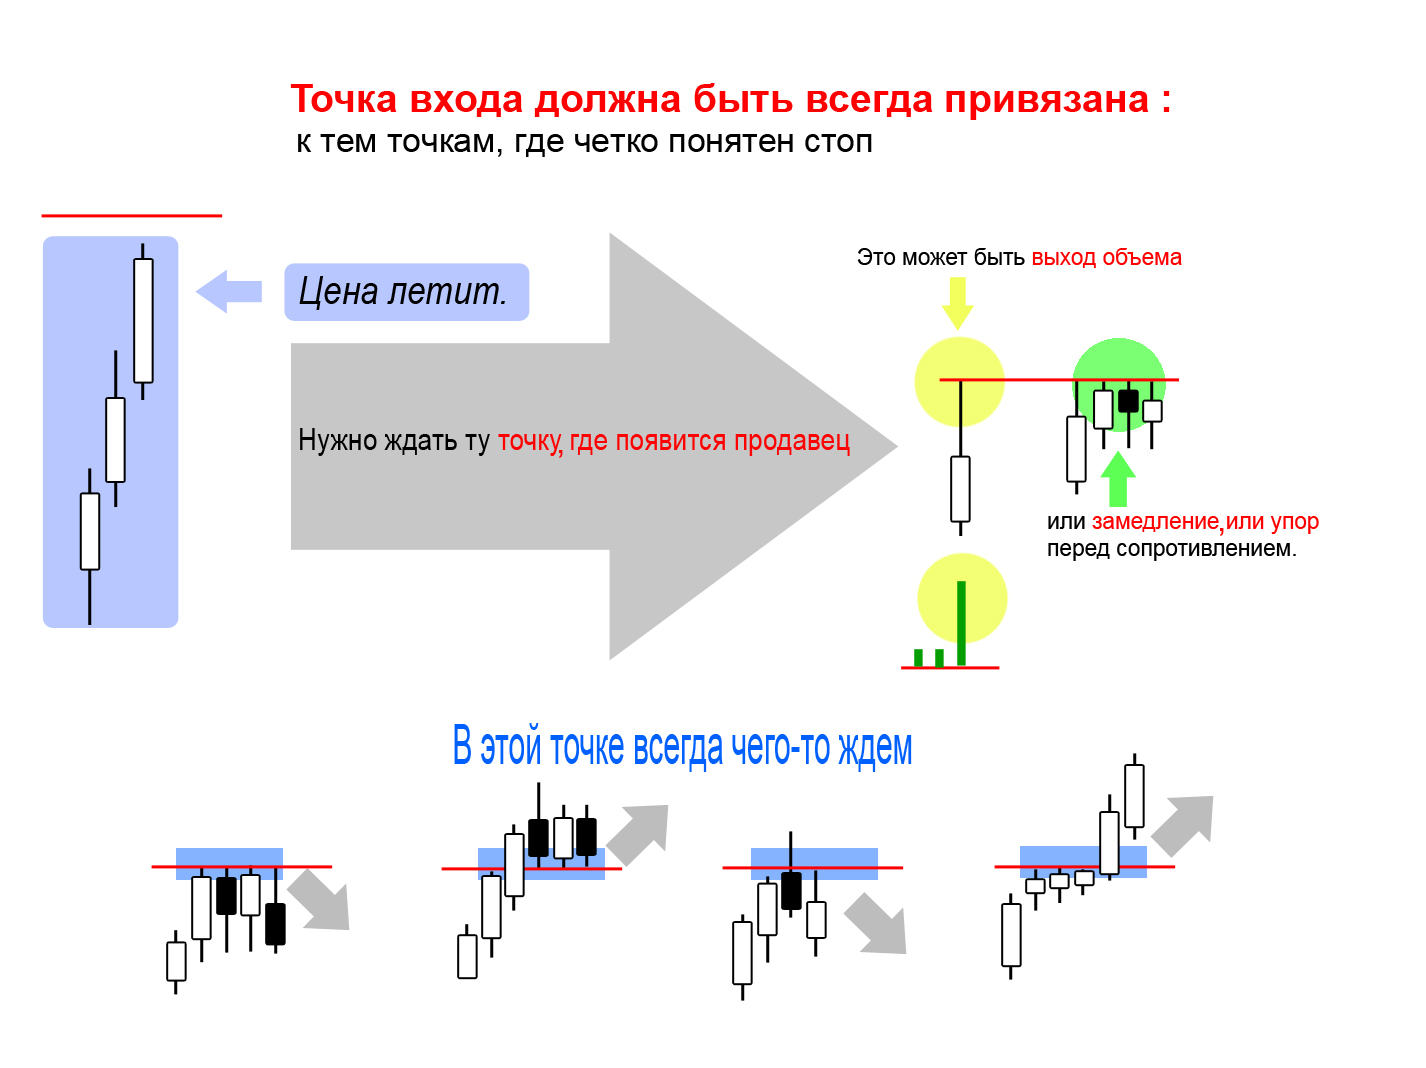 Точка входа должна быть всегда привязана :
к тем точкам, где четко понятен стоп
Цена летит.
Нужно ждать ту точку, где появится продавец
Это может быть выход объема
или замедление,или упор
перед сопротивлением.
В этой точке всегда чего-то ждем